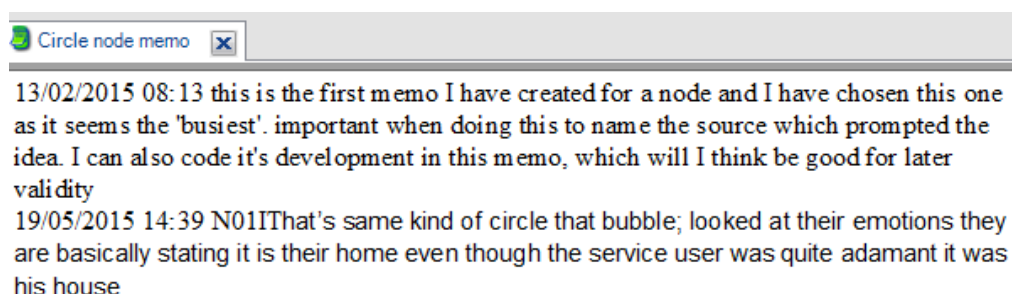 Circle node memo
13/02/2015 08:13 this is the first memo I have created for a node and I have chosen this one
as it seems the 'busiest'. important when doing this to name the source which prompted the
idea. I can also code it's development in this memo, which will I think be good for later
validity
19/05/2015 14:39 N01IThat's same kind of circle that bubble; looked at their emotions they
are basically stating it is their home even though the service user was quite adamant it was
his house